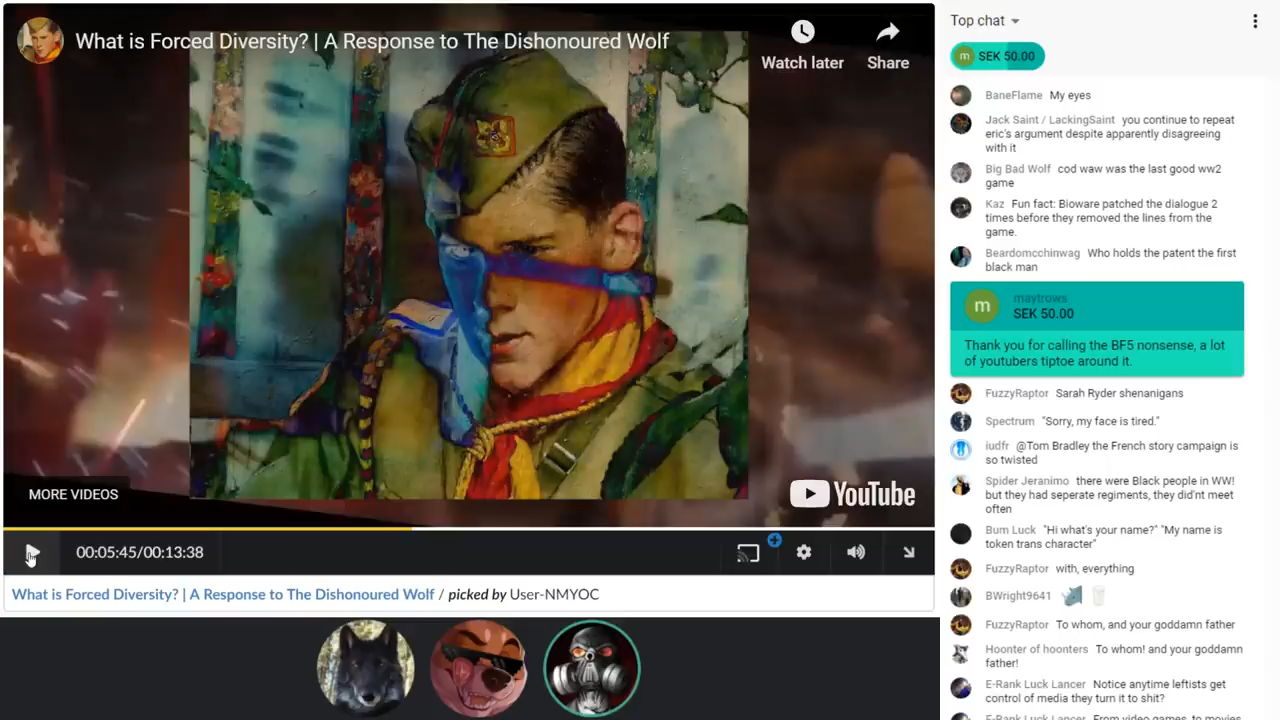 What is Forced Diversity? | A Response to The Dishonoured Wolf
Watch later
Share
MORE VIDEOS
YouTube
00:05:45/00:13:38
What is Forced Diversity? | A Response to The Dishonoured Wolf / picked by User-NMYOC
Top chat
m SEK 50.00
BaneFlame My eyes
Jack Saint / LackingSaint you continue to repeat
eric's argument despite apparently disagreeing
with it
Big Bad Wolf cod waw was the last good ww2
game
Kaz Fun fact: Bioware patched the dialogue 2
times before they removed the lines from the
game.
Beardomcchinwag Who holds the patent the first
black man
m
maytrows
SEK 50.00
Thank you for calling the BF5 nonsense, a lot
of youtubers tiptoe around it.
FuzzyRaptor Sarah Ryder shenanigans
Spectrum "Sorry, my face is tired."
iudfr @Tom Bradley the French story campaign is
so twisted
Spider Jeranimo there were Black people in WW!
but they had seperate regiments, they did'nt meet
often
Bum Luck "Hi what's your name?" "My name is
token trans character"
FuzzyRaptor with, everything
BWright9641
FuzzyRaptor To whom, and your goddamn father
Hoonter of hoonters To whom! and your goddamn
father!
E-Rank Luck Lancer Notice anytime leftists get
control of media they turn it to shit?
E-Rank Luck Lancer From video games, to movies